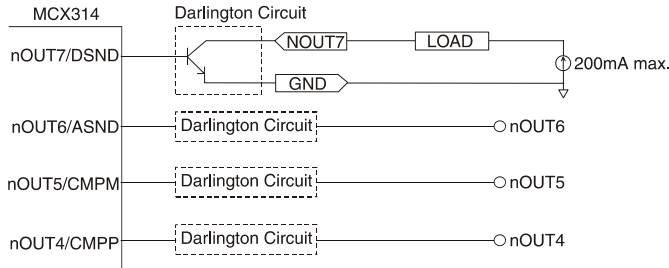 MCX314
Darlington Circuit
nOUT7/DSND
NOUT7
LOAD
200mA max.
GND
nOUT6/ASND
Darlington Circuit
nOUT6
nOUT5/CMPM
Darlington Circuit
nOUT5
nOUT4/CMPP
Darlington Circuit
nOUT4